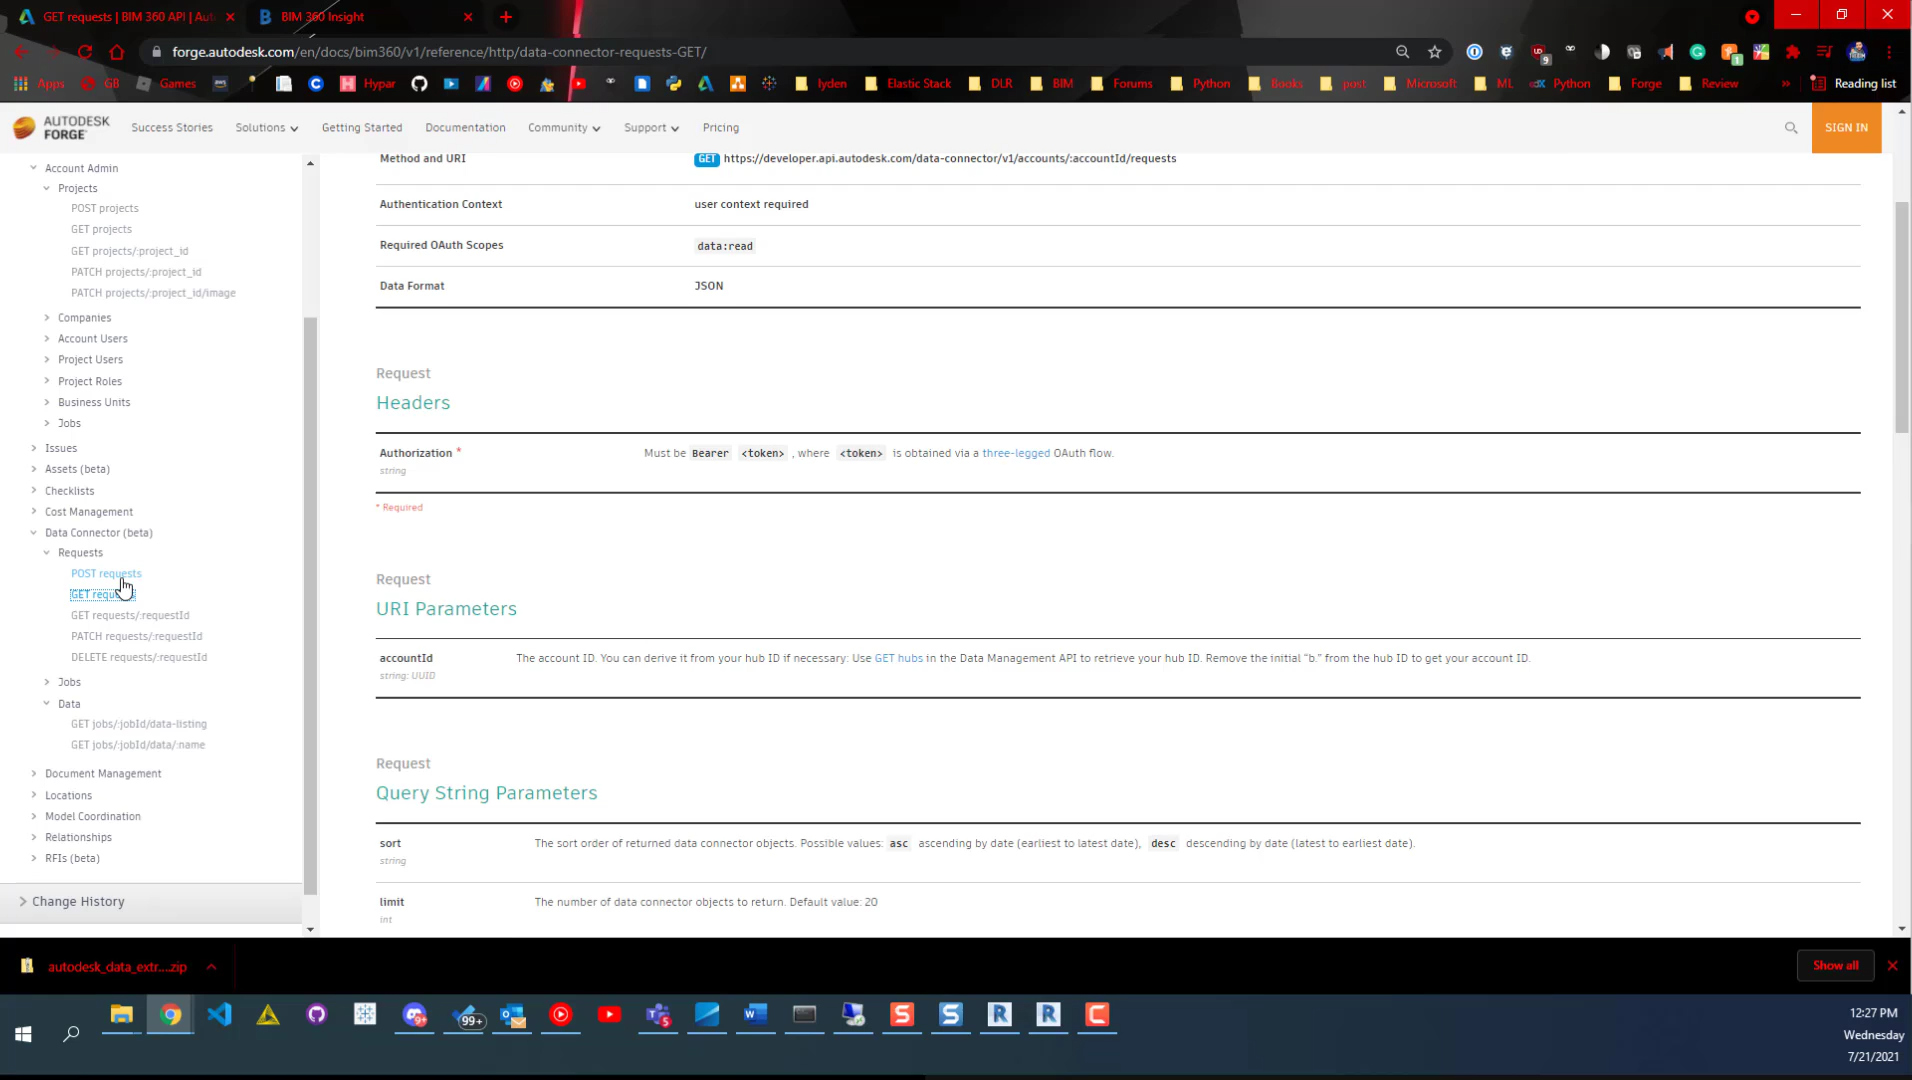 GET requests | BIM 360 API | Aut
BIM 360 Insight
forge.autodesk.com/en/docs/bim360/v1/reference/http/data-connector-requests-GET/
9
1
Apps
GB
Games
Hypar
lyden
Elastic Stack
DLR
BIM
Forums
Python
Books
post
Microsoft
ML
Python
Forge
Review
»
Reading list
AUTODESK
FORGE
Success Stories
Solutions
Getting Started
Documentation
Community
Support
Pricing
SIGN IN
Account Admin
Projects
POST projects
GET projects
GET projects/:project_id
PATCH projects/:project_id
PATCH projects/:project_id/image
Companies
Account Users
Project Users
Project Roles
Business Units
Jobs
Issues
Assets (beta)
Checklists
Cost Management
Data Connector (beta)
Requests
POST requests
GET requ
GET requests/:requestId
PATCH requests/:requestId
DELETE requests/:requestId
Jobs
Data
GET jobs/:jobId/data-listing
GET jobs/:jobId/data/:name
Document Management
Locations
Model Coordination
Relationships
RFIs (beta)
Change History
Method and URI
GET https://developer.api.autodesk.com/data-connector/v1/accounts/:accountId/requests
Authentication Context
user context required
Required OAuth Scopes
data:read
Data Format
JSON
Request
Headers
Authorization *
string
Must be Bearer <token> , where <token> is obtained via a three-legged OAuth flow.
* Required
Request
URI Parameters
accountId
string: UUID
The account ID. You can derive it from your hub ID if necessary: Use GET hubs in the Data Management API to retrieve your hub ID. Remove the initial "b." from the hub ID to get your account ID.
Request
Query String Parameters
sort
string
The sort order of returned data connector objects. Possible values: asc ascending by date (earliest to latest date), desc descending by date (latest to earliest date).
limit
int
The number of data connector objects to return. Default value: 20
autodesk_data_extr....zip
Show all
99+
12:27 PM
Wednesday
7/21/2021